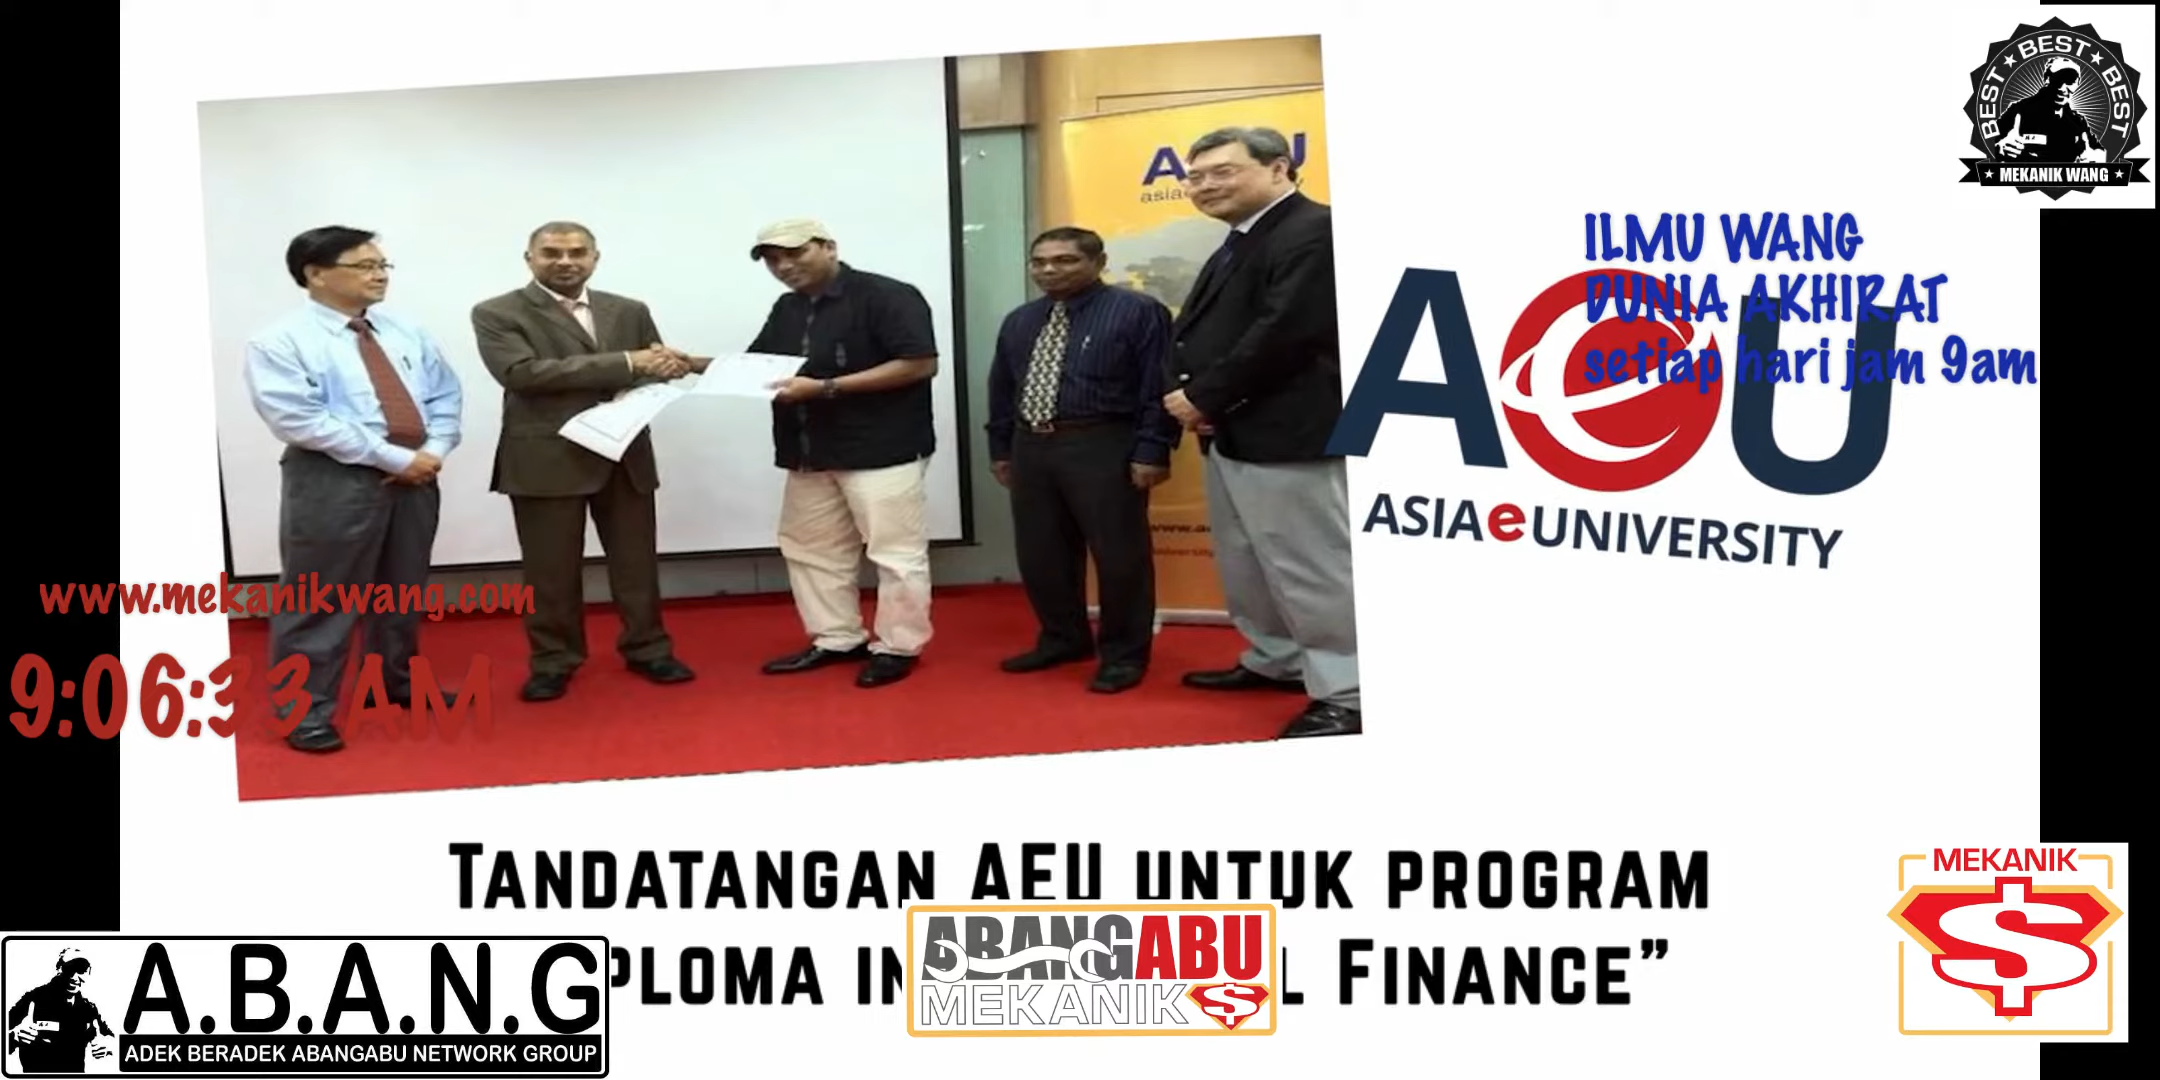 BEST ★ BEST ★ BEST
★ MEKANIK WANG ★
ILMU WANG
DUNIA AKHIRAT
setiap hari jam 9am
AeU
ASIAeUNIVERSITY
www.mekanikwang.com
9:06:33 AM
TANDATANGAN AEU UNTUK PROGRAM
IN FINANCE”
MEKANIK
$
ABANGABU
MEKANIK$
A.B.A.N.G
ADEK BERADEK ABANGABU NETWORK GROUP